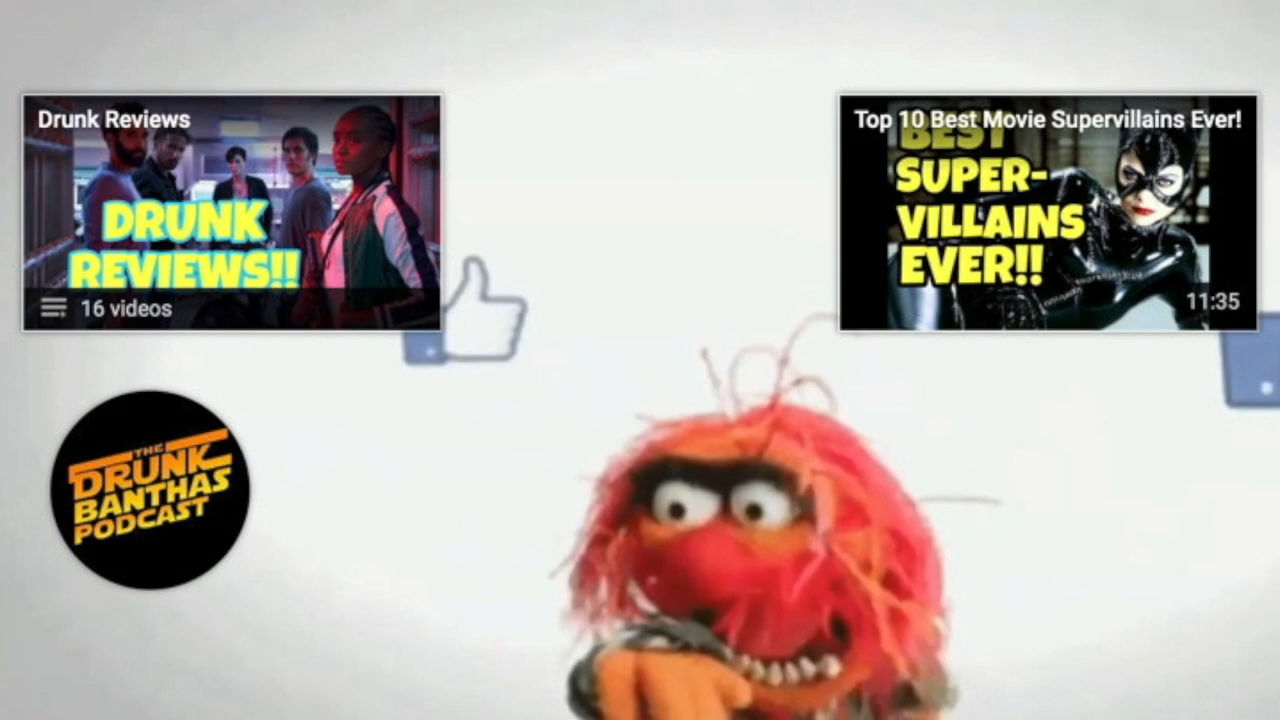 Drunk Reviews
DRUNK
REVIEWS!!
16 videos
Top 10 Best Movie Supervillains Ever!
BEST
SUPER-
VILLAINS
EVER!!
11:35
THE
DRUNK
BANTHAS
PODCAST